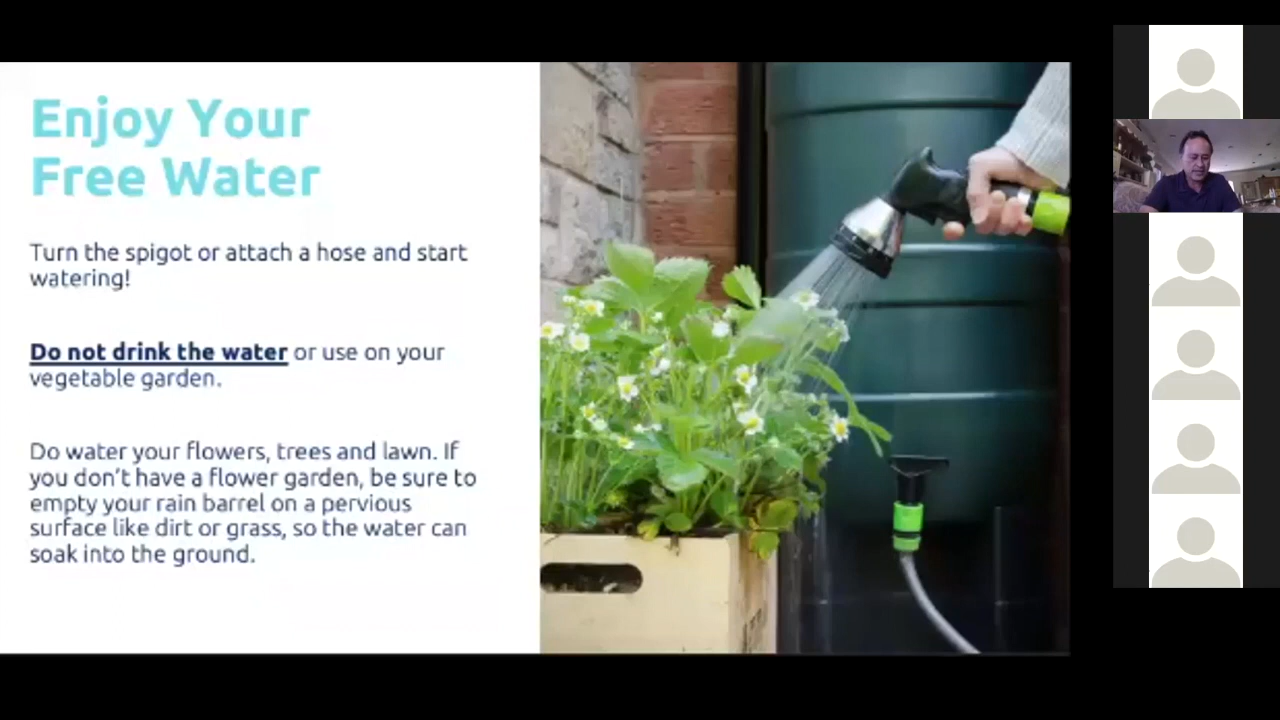 Enjoy Your
Free Water
Turn the spigot or attach a hose and start
watering!
Do not drink the water or use on your
vegetable garden.
Do water your flowers, trees and lawn. If
you don't have a flower garden, be sure to
empty your rain barrel on a pervious
surface like dirt or grass, so the water can
soak into the ground.